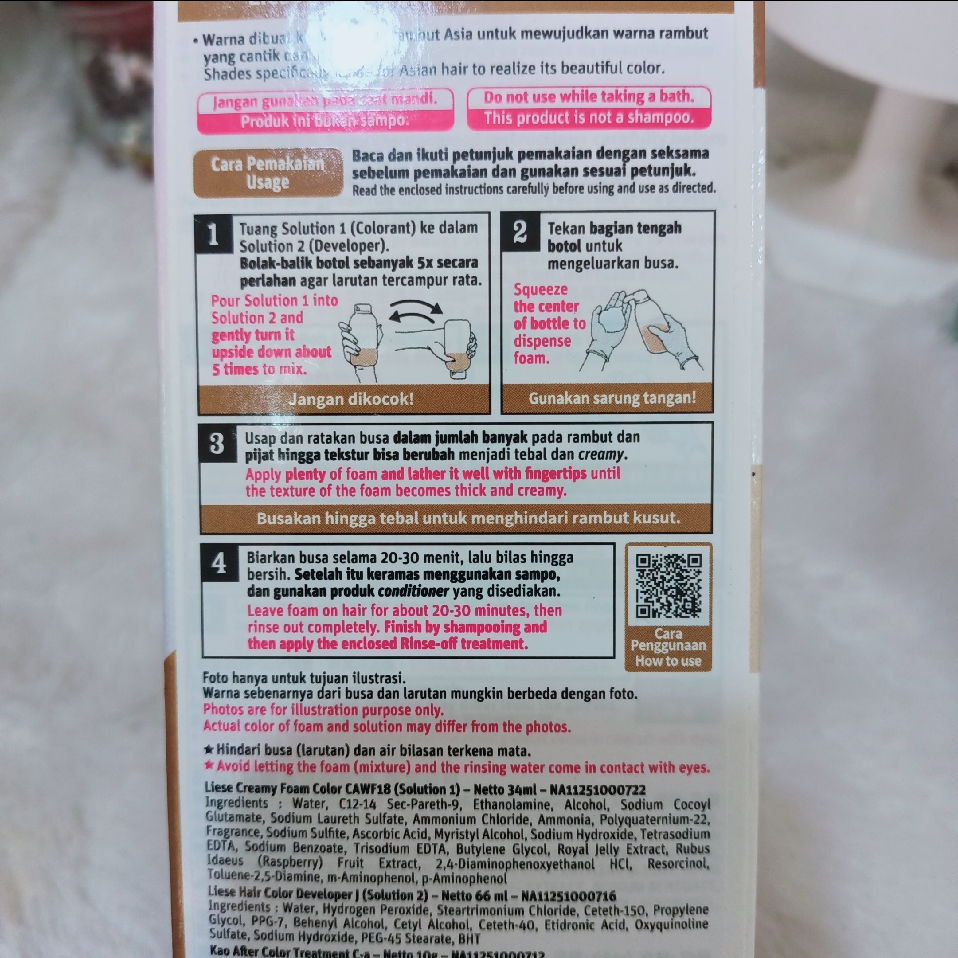 • Warna dibuat Asia untuk mewujudkan warna rambut
yang cantik dan
Shades specifically made for Asian hair to realize its beautiful color.
Jangan gunakan pada saat mandi.
Produk ini bukan sampo.
Do not use while taking a bath.
This product is not a shampoo.
Cara Pemakaian
Usage
Baca dan ikuti petunjuk pemakaian dengan seksama
sebelum pemakaian dan gunakan sesuai petunjuk.
Read the enclosed instructions carefully before using and use as directed.
1
Tuang Solution 1 (Colorant) ke dalam
Solution 2 (Developer).
Bolak-balik botol sebanyak 5x secara
perlahan agar larutan tercampur rata.
Pour Solution 1 into
Solution 2 and
gently turn it
upside down about
5 times to mix.
Jangan dikocok!
2
Tekan bagian tengah
botol untuk
mengeluarkan busa.
Squeeze
the center
of bottle to
dispense
foam.
Gunakan sarung tangan!
3
Usap dan ratakan busa dalam jumlah banyak pada rambut dan
pijat hingga tekstur bisa berubah menjadi tebal dan creamy.
Apply plenty of foam and lather it well with fingertips until
the texture of the foam becomes thick and creamy.
Busakan hingga tebal untuk menghindari rambut kusut.
4
Biarkan busa selama 20-30 menit, lalu bilas hingga
bersih. Setelah itu keramas menggunakan sampo,
dan gunakan produk conditioner yang disediakan.
Leave foam on hair for about 20-30 minutes, then
rinse out completely. Finish by shampooing and
then apply the enclosed Rinse-off treatment.
Cara
Penggunaan
How to use
Foto hanya untuk tujuan ilustrasi.
Warna sebenarnya dari busa dan larutan mungkin berbeda dengan foto.
Photos are for illustration purpose only.
Actual color of foam and solution may differ from the photos.
★ Hindari busa (larutan) dan air bilasan terkena mata.
★ Avoid letting the foam (mixture) and the rinsing water come in contact with eyes.
Liese Creamy Foam Color CAWF18 (Solution 1) – Netto 34ml – NA11251000722
Ingredients : Water, C12-14 Sec-Pareth-9, Ethanolamine, Alcohol, Sodium Cocoyl
Glutamate, Sodium Laureth Sulfate, Ammonium Chloride, Ammonia, Polyquaternium-22,
Fragrance, Sodium Sulfite, Ascorbic Acid, Myristyl Alcohol, Sodium Hydroxide, Tetrasodium
EDTA, Sodium Benzoate, Trisodium EDTA, Butylene Glycol, Royal Jelly Extract, Rubus
Idaeus (Raspberry) Fruit Extract, 2,4-Diaminophenoxyethanol HCl, Resorcinol,
Toluene-2,5-Diamine, m-Aminophenol, p-Aminophenol
Liese Hair Color Developer J (Solution 2) – Netto 66 ml – NA11251000716
Ingredients : Water, Hydrogen Peroxide, Steartrimonium Chloride, Ceteth-150, Propylene
Glycol, PPG-7, Behenyl Alcohol, Cetyl Alcohol, Ceteth-40, Etidronic Acid, Oxyquinoline
Sulfate, Sodium Hydroxide, PEG-45 Stearate, BHT
Kao After Color Treatment C-a – Netto 10g – NA11251000712